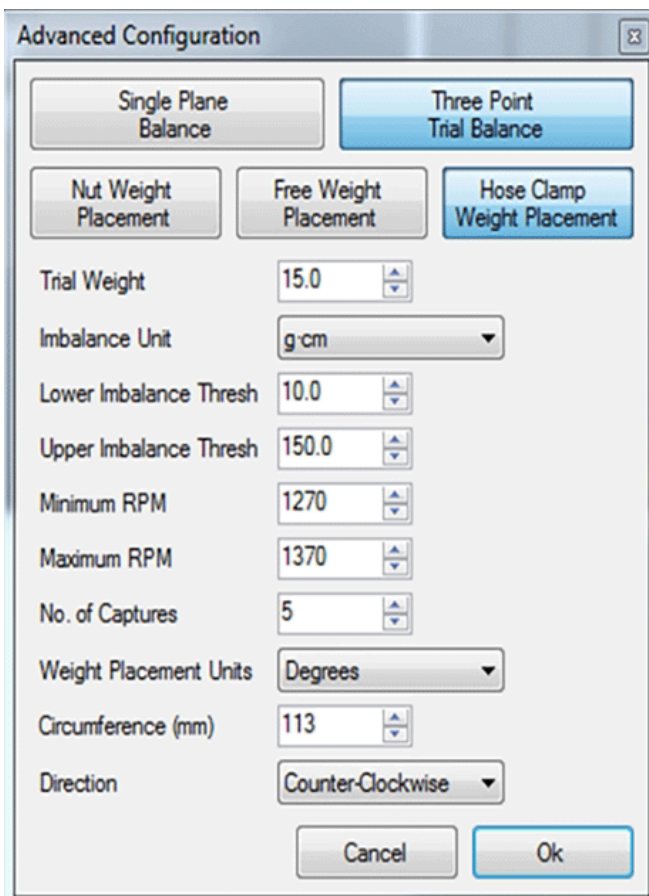 Advanced Configuration
Single Plane
Balance
Three Point
Trial Balance
Nut Weight
Placement
Free Weight
Placement
Hose Clamp
Weight Placement
Trial Weight 15.0
Imbalance Unit g·cm
Lower Imbalance Thresh 10.0
Upper Imbalance Thresh 150.0
Minimum RPM 1270
Maximum RPM 1370
No. of Captures 5
Weight Placement Units Degrees
Circumference (mm) 113
Direction Counter-Clockwise
Cancel Ok